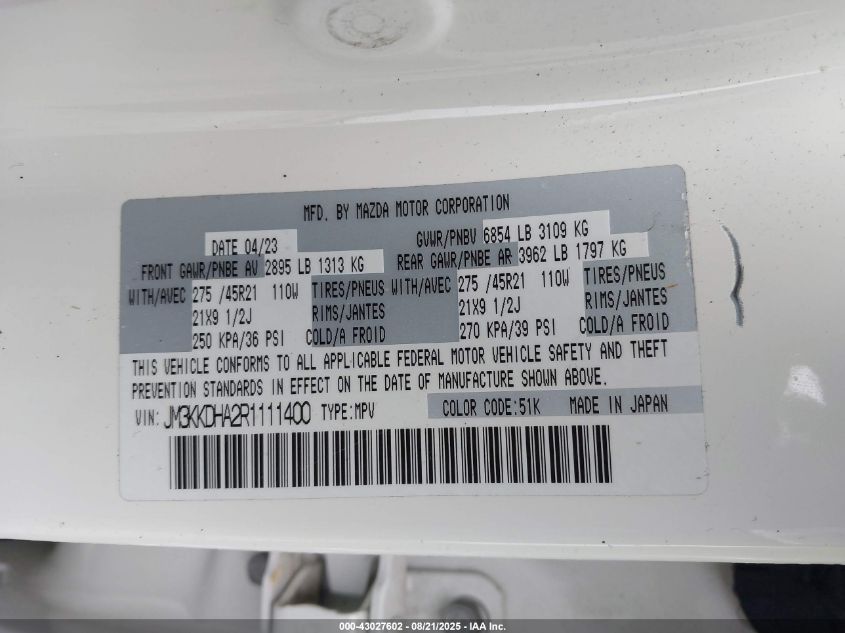 MFD. BY MAZDA MOTOR CORPORATION
DATE 04/23 GVWR/PNBV 6854 LB 3109 KG
FRONT GAWR/PNBE AV 2895 LB 1313 KG REAR GAWR/PNBE AR 3962 LB 1797 KG
WITH/AVEC 275 /45R21 110W TIRES/PNEUS WITH/AVEC 275 /45R21 110W TIRES/PNEUS
21X9 1/2J RIMS/JANTES 21X9 1/2J RIMS/JANTES
250 KPA/36 PSI COLD/A FROID 270 KPA/39 PSI COLD/A FROID
THIS VEHICLE CONFORMS TO ALL APPLICABLE FEDERAL MOTOR VEHICLE SAFETY AND THEFT
PREVENTION STANDARDS IN EFFECT ON THE DATE OF MANUFACTURE SHOWN ABOVE.
VIN: JM3KKDHA2R1111400 TYPE:MPV COLOR CODE:51K MADE IN JAPAN
000-43027602 - 08/21/2025 - IAA Inc.